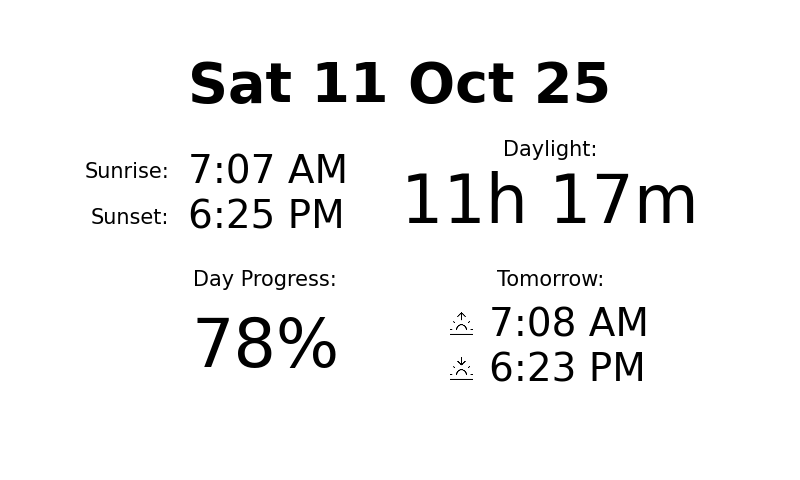 Sat 11 Oct 25
Sunrise: 7:07 AM
Sunset: 6:25 PM
Daylight:
11h 17m
Day Progress:
78%
Tomorrow:
7:08 AM
6:23 PM